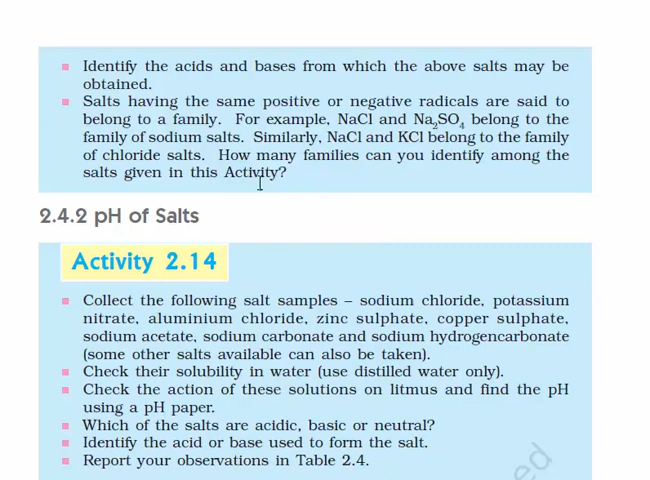 Identify the acids and bases from which the above salts may be
obtained.
Salts having the same positive or negative radicals are said to
belong to a family. For example, NaCl and Na₂SO₄ belong to the
family of sodium salts. Similarly, NaCl and KCl belong to the family
of chloride salts. How many families can you identify among the
salts given in this Activity?
2.4.2 pH of Salts
Activity 2.14
Collect the following salt samples – sodium chloride, potassium
nitrate, aluminium chloride, zinc sulphate, copper sulphate,
sodium acetate, sodium carbonate and sodium hydrogencarbonate
(some other salts available can also be taken).
Check their solubility in water (use distilled water only).
Check the action of these solutions on litmus and find the pH
using a pH paper.
Which of the salts are acidic, basic or neutral?
Identify the acid or base used to form the salt.
Report your observations in Table 2.4.